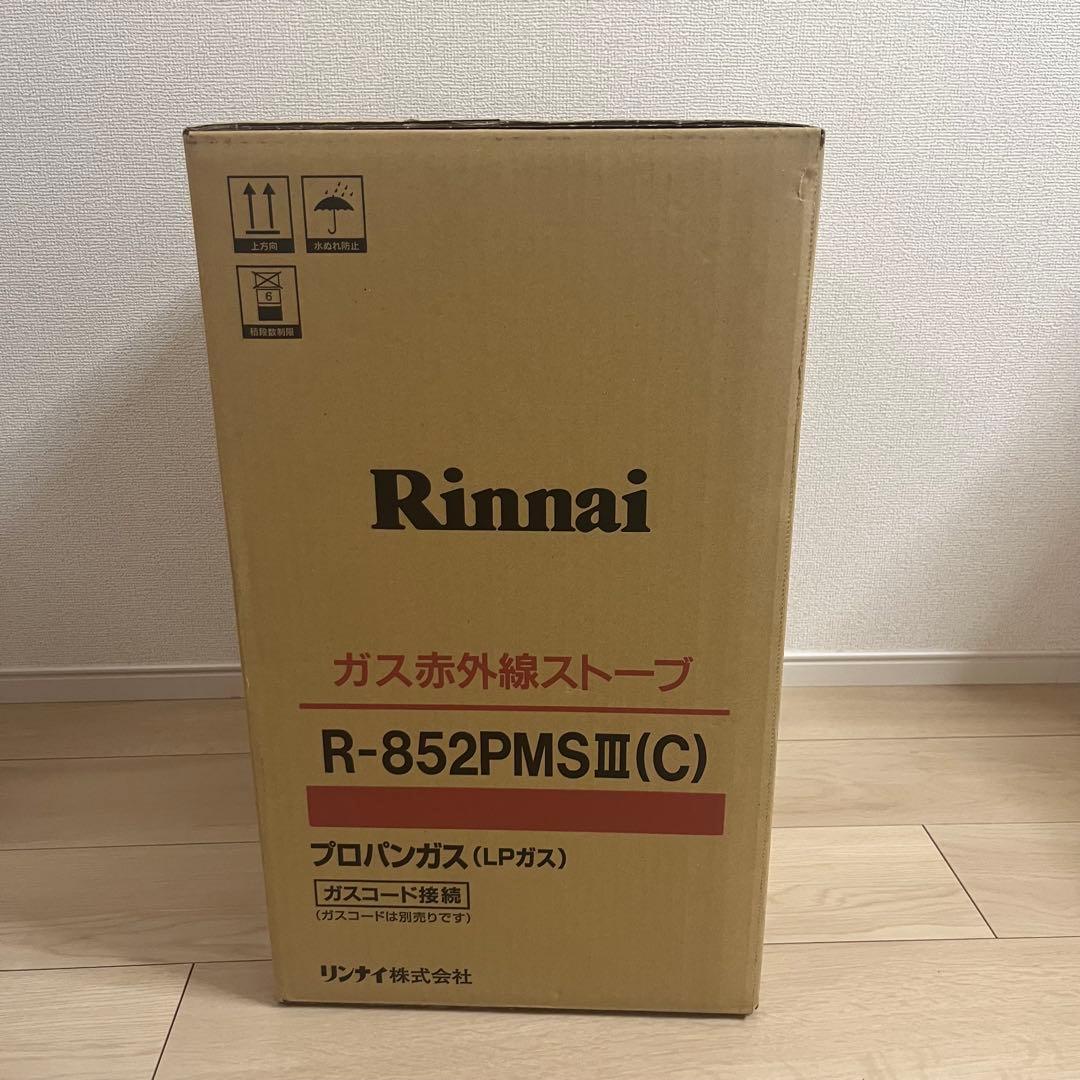 上方向
水ぬれ防止
6
積段数制限
Rinnai
ガス赤外線ストーブ
R-852PMSⅢ(C)
プロパンガス(LPガス)
ガスコード接続
(ガスコードは別売りです)
リンナイ株式会社